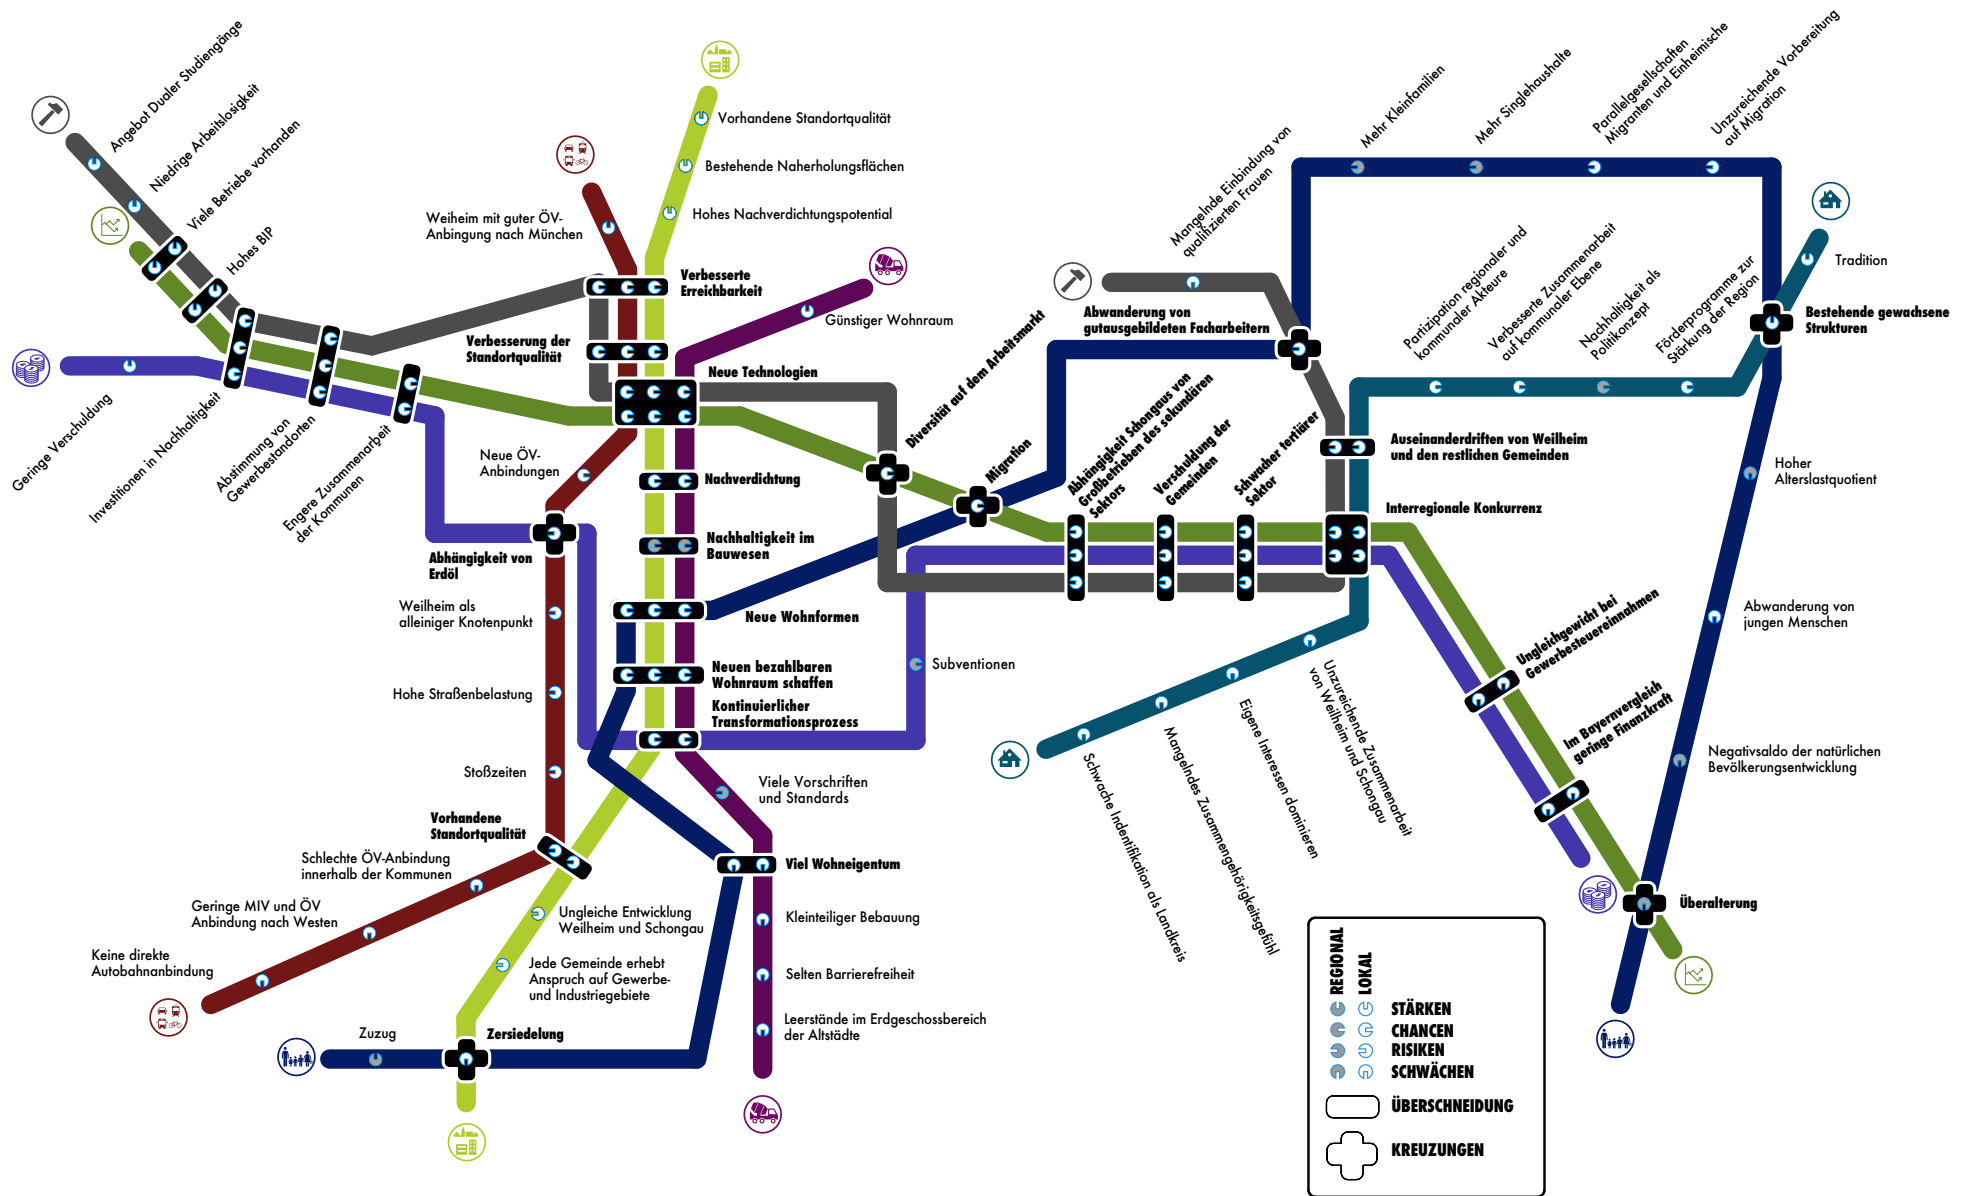 Angebot Dualer Studiengänge
Niedrige Arbeitslosigkeit
Viele Betriebe vorhanden
Hohes BIP
Geringe Verschuldung
Investitionen in Nachhaltigkeit
Abstimmung von
Gewerbestandorten
Engere Zusammenarbeit
der Kommunen
Weiheim mit guter ÖV-
Anbingung nach München
Vorhandene Standortqualität
Bestehende Naherholungsflächen
Hohes Nachverdichtungspotential
Verbesserte
Erreichbarkeit
Günstiger Wohnraum
Verbesserung der
Standortqualität
Neue Technologien
Neue ÖV-
Anbindungen
Nachverdichtung
Nachhaltigkeit im
Bauwesen
Abhängigkeit von
Erdöl
Neue Wohnformen
Weilheim als
alleiniger Knotenpunkt
Neuen bezahlbaren
Wohnraum schaffen
Hohe Straßenbelastung
Kontinuierlicher
Transformationsprozess
Subventionen
Stoßzeiten
Viele Vorschriften
und Standards
Vorhandene
Standortqualität
Schlechte ÖV-Anbindung
innerhalb der Kommunen
Viel Wohneigentum
Geringe MIV und ÖV
Anbindung nach Westen
Ungleiche Entwicklung
Weilheim und Schongau
Kleinteiliger Bebauung
Keine direkte
Autobahnanbindung
Jede Gemeinde erhebt
Anspruch auf Gewerbe-
und Industriegebiete
Selten Barrierefreiheit
Leerstände im Erdgeschossbereich
der Altstädte
Zuzug
Zersiedelung
Diversität auf dem Arbeitsmarkt
Migration
Mangelnde Einbindung von
qualifizierten Frauen
Abwanderung von
gutausgebildeten Facharbeitern
Mehr Kleinfamilien
Mehr Singlehaushalte
Parallelgesellschaften
Migranten und Einheimische
Unzureichende Vorbereitung
auf Migration
Tradition
Bestehende gewachsene
Strukturen
Partizipation regionaler und
kommunaler Akteure
Verbesserte Zusammenarbeit
auf kommunaler Ebene
Nachhaltigkeit als
Politikonzept
Förderprogramme zur
Stärkung der Region
Abhängigkeit Schongaus von
Großbetrieben des sekundären
Sektors
Verschuldung der
Gemeinden
Schwacher tertiärer
Sektor
Auseinanderdriften von Weilheim
und den restlichen Gemeinden
Interregionale Konkurrenz
Hoher
Alterslastquotient
Abwanderung von
jungen Menschen
Ungleichgewicht bei
Gewerbesteuereinnahmen
Im Bayernvergleich
geringe Finanzkraft
Negativsaldo der natürlichen
Bevölkerungsentwicklung
Überalterung
Schwache Indentifikation als Landkreis
Mangelndes Zusammengehörigkeitsgefühl
Eigene Interessen dominieren
Unzureichende Zusammenarbeit
von Weilheim und Schongau
REGIONAL
LOKAL
STÄRKEN
CHANCEN
RISIKEN
SCHWÄCHEN
ÜBERSCHNEIDUNG
KREUZUNGEN